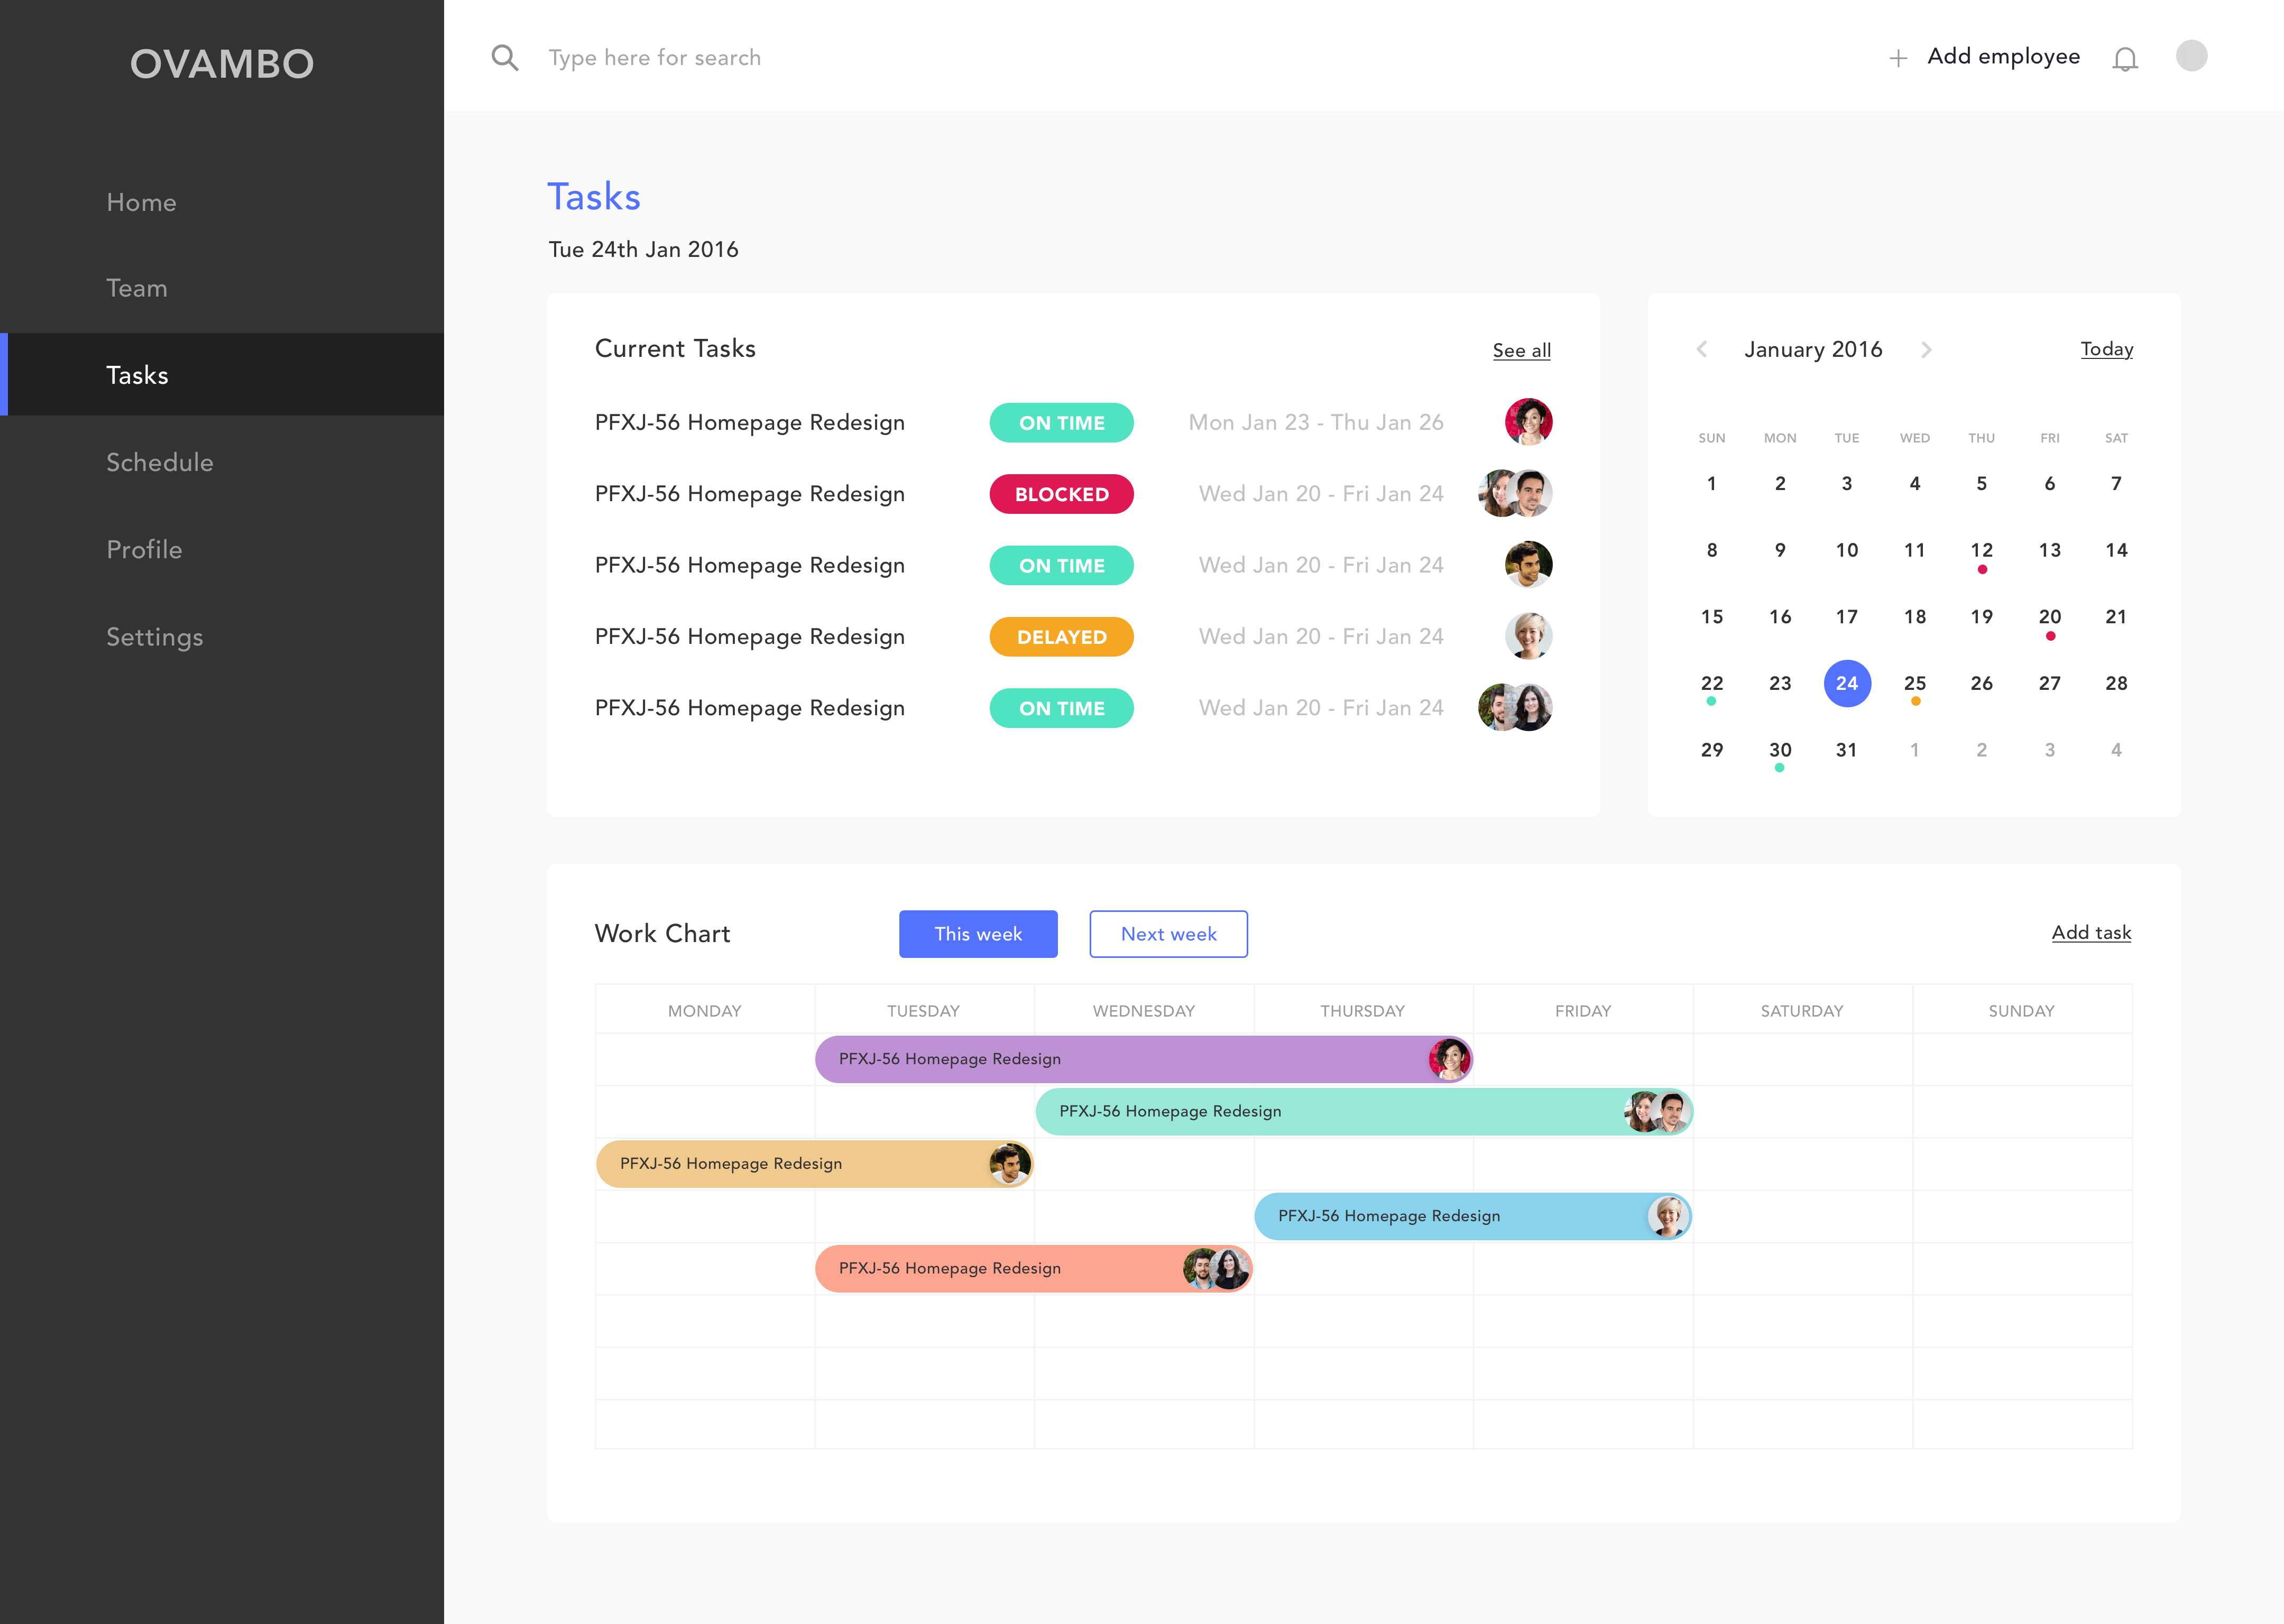 OVAMBO
Type here for search
Add employee
Home
Team
Tasks
Schedule
Profile
Settings
Tasks
Tue 24th Jan 2016
Current Tasks
See all
PFXJ-56 Homepage Redesign ON TIME Mon Jan 23 - Thu Jan 26
PFXJ-56 Homepage Redesign BLOCKED Wed Jan 20 - Fri Jan 24
PFXJ-56 Homepage Redesign ON TIME Wed Jan 20 - Fri Jan 24
PFXJ-56 Homepage Redesign DELAYED Wed Jan 20 - Fri Jan 24
PFXJ-56 Homepage Redesign ON TIME Wed Jan 20 - Fri Jan 24
January 2016
Today
SUN MON TUE WED THU FRI SAT
1 2 3 4 5 6 7
8 9 10 11 12 13 14
15 16 17 18 19 20 21
22 23 24 25 26 27 28
29 30 31 1 2 3 4
Work Chart
This week
Next week
Add task
MONDAY TUESDAY WEDNESDAY THURSDAY FRIDAY SATURDAY SUNDAY
PFXJ-56 Homepage Redesign
PFXJ-56 Homepage Redesign
PFXJ-56 Homepage Redesign
PFXJ-56 Homepage Redesign
PFXJ-56 Homepage Redesign